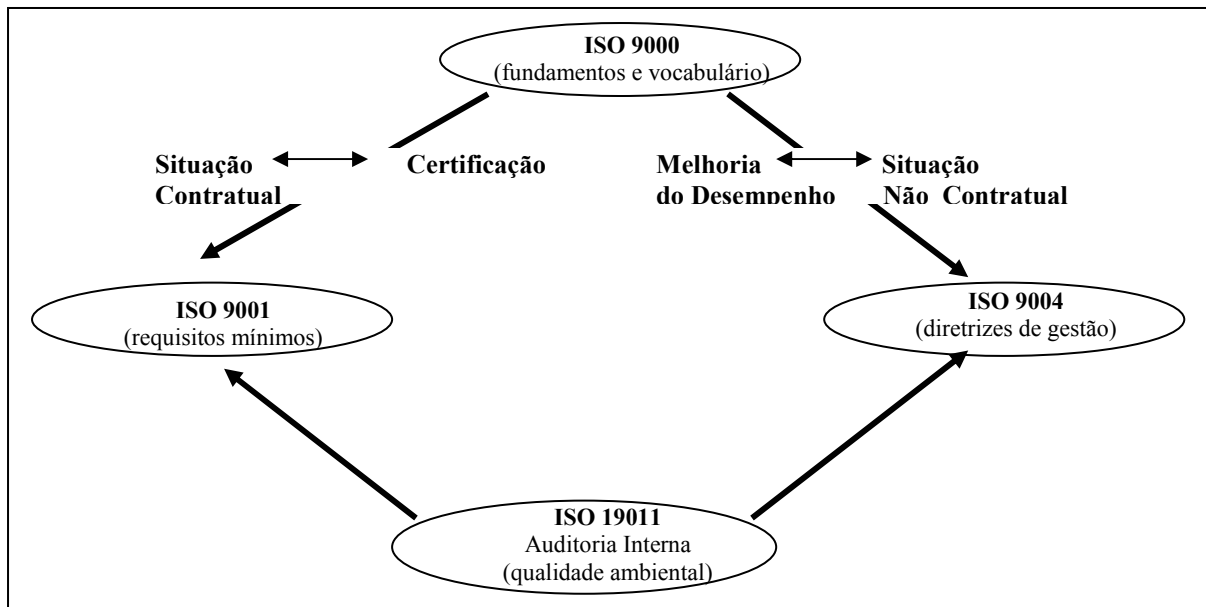 ISO 9000
(fundamentos e vocabulário)
Situação Contratual
Certificação
Melhoria do Desempenho
Situação Não Contratual
ISO 9001
(requisitos mínimos)
ISO 9004
(diretrizes de gestão)
ISO 19011
Auditoria Interna
(qualidade ambiental)